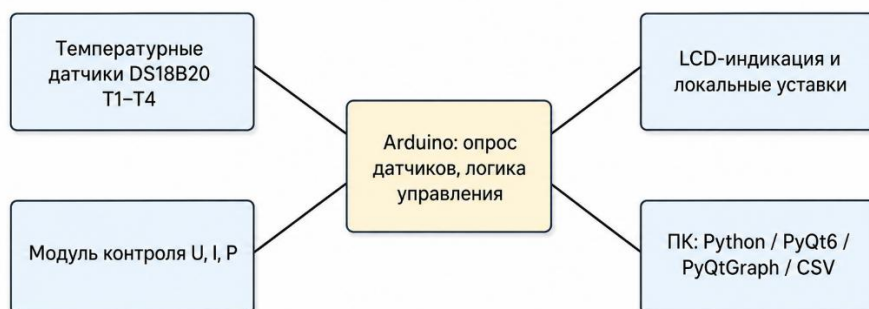 Температурные
датчики DS18B20
T1–T4
LCD-индикация и
локальные уставки
Arduino: опрос
датчиков, логика
управления
Модуль контроля U, I, P
ПК: Python / PyQt6 /
PyQtGraph / CSV